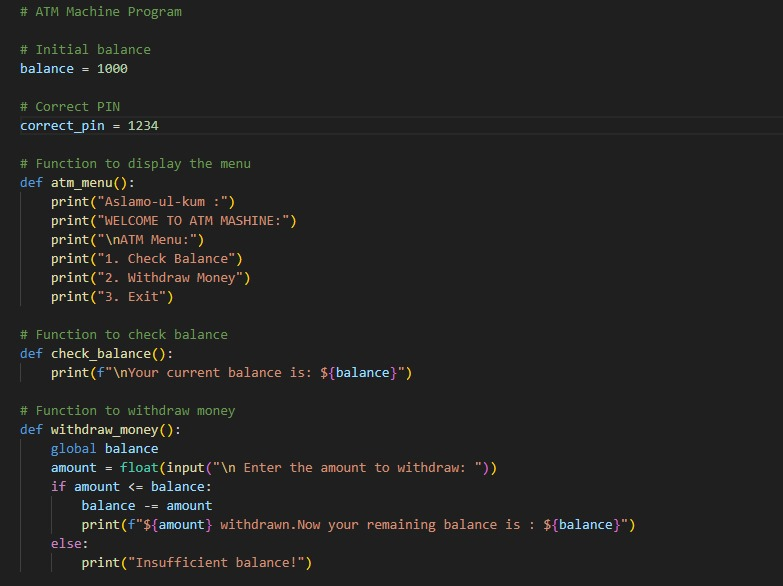 # ATM Machine Program
# Initial balance
balance = 1000
# Correct PIN
correct_pin = 1234
# Function to display the menu
def atm_menu():
    print("Aslamo-ul-kum :")
    print("WELCOME TO ATM MASHINE:")
    print("\nATM Menu:")
    print("1. Check Balance")
    print("2. Withdraw Money")
    print("3. Exit")
# Function to check balance
def check_balance():
    print(f"\nYour current balance is: ${balance}")
# Function to withdraw money
def withdraw_money():
    global balance
    amount = float(input("\n Enter the amount to withdraw: "))
    if amount <= balance:
        balance -= amount
        print(f"${amount} withdrawn.Now your remaining balance is : ${balance}")
    else:
        print("Insufficient balance!")